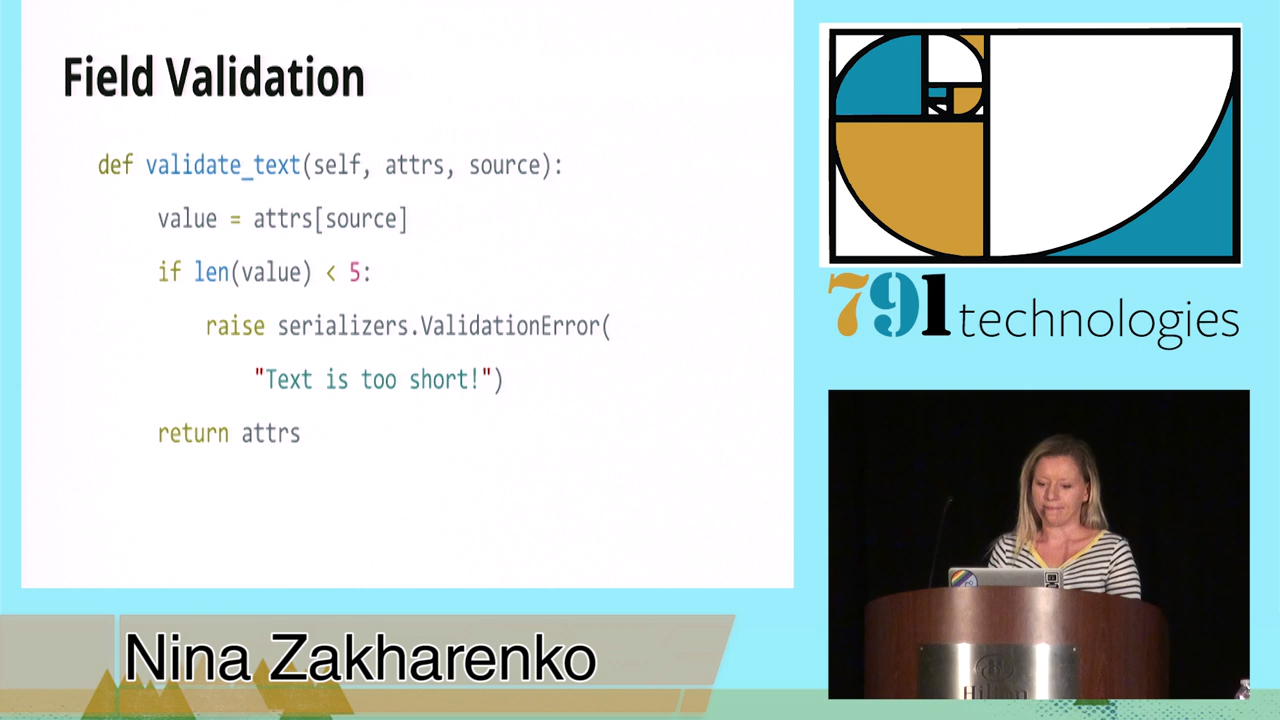 Field Validation
def validate_text(self, attrs, source):
value = attrs[source]
if len(value) < 5:
raise serializers.ValidationError(
"Text is too short!")
return attrs
791 technologies
Hilton
Nina Zakharenko